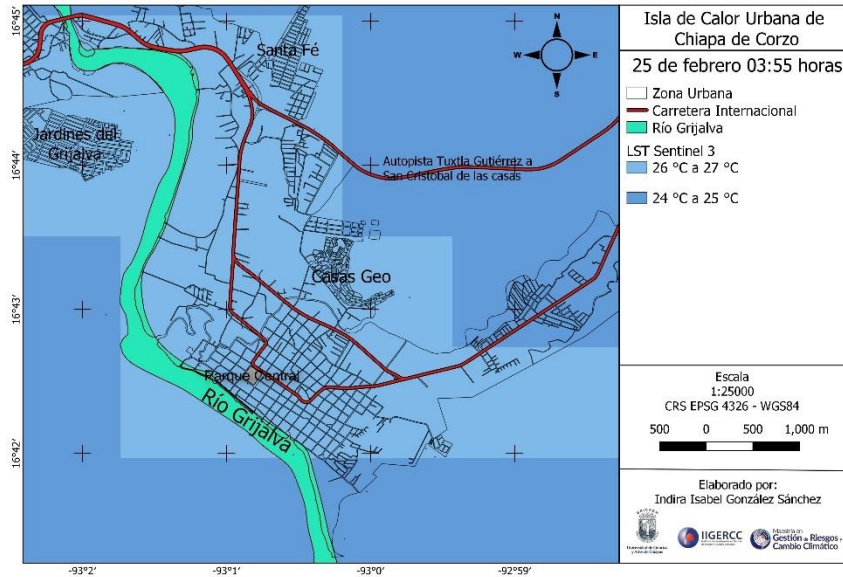 Isla de Calor Urbana de
Chiapa de Corzo
25 de febrero 03:55 horas
Zona Urbana
Carretera Internacional
Río Grijalva
LST Sentinel 3
26 °C a 27 °C
24 °C a 25 °C
Escala
1:25000
CRS EPSG 4326 - WGS84
500 0 500 1,000 m
Elaborado por:
Indira Isabel González Sánchez
IIGERCC
Maestría en
Gestión de Riesgos y
Cambio Climático
N
W E
S
Santa Fé
Jardines del
Grijalva
Autopista Tuxtla Gutiérrez a
San Cristobal de las casas
Casas Geo
Parque Central
Río Grijalva
16°45'
16°44'
16°43'
16°42'
-93°2' -93°1' -93°0' -92°59'